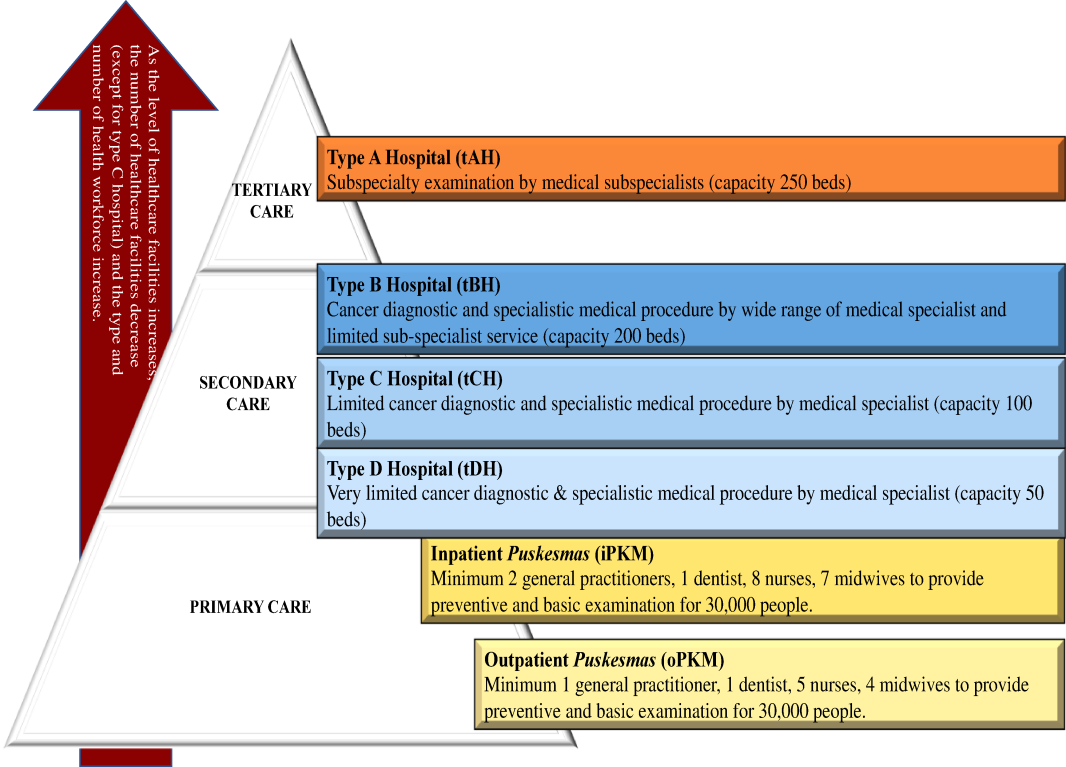 As the level of healthcare facilities increases,
the number of healthcare facilities decrease
(except for type C hospital) and the type and
number of health workforce increase.
TERTIARY
CARE
Type A Hospital (tAH)
Subspecialty examination by medical subspecialists (capacity 250 beds)
SECONDARY
CARE
Type B Hospital (tBH)
Cancer diagnostic and specialistic medical procedure by wide range of medical specialist and
limited sub-specialist service (capacity 200 beds)
Type C Hospital (tCH)
Limited cancer diagnostic and specialistic medical procedure by medical specialist (capacity 100
beds)
Type D Hospital (tDH)
Very limited cancer diagnostic & specialistic medical procedure by medical specialist (capacity 50
beds)
PRIMARY CARE
Inpatient Puskesmas (iPKM)
Minimum 2 general practitioners, 1 dentist, 8 nurses, 7 midwives to provide
preventive and basic examination for 30,000 people.
Outpatient Puskesmas (oPKM)
Minimum 1 general practitioner, 1 dentist, 5 nurses, 4 midwives to provide
preventive and basic examination for 30,000 people.